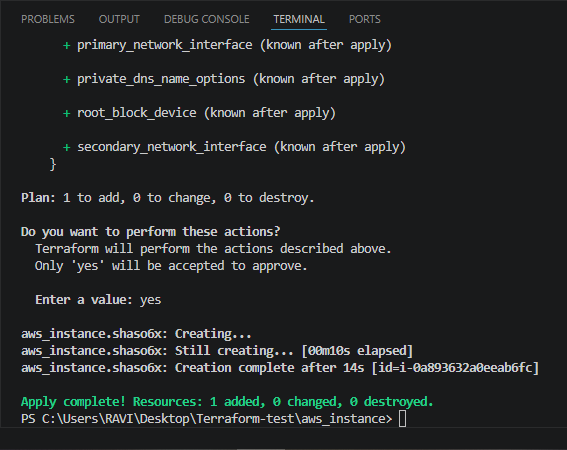 PROBLEMS OUTPUT DEBUG CONSOLE TERMINAL PORTS
+ primary_network_interface (known after apply)
+ private_dns_name_options (known after apply)
+ root_block_device (known after apply)
+ secondary_network_interface (known after apply)
}
Plan: 1 to add, 0 to change, 0 to destroy.
Do you want to perform these actions?
Terraform will perform the actions described above.
Only 'yes' will be accepted to approve.
Enter a value: yes
aws_instance.shaso6x: Creating...
aws_instance.shaso6x: Still creating... [00m10s elapsed]
aws_instance.shaso6x: Creation complete after 14s [id=i-0a893632a0eeab6fc]
Apply complete! Resources: 1 added, 0 changed, 0 destroyed.
PS C:\Users\RAVI\Desktop\Terraform-test\aws_instance>